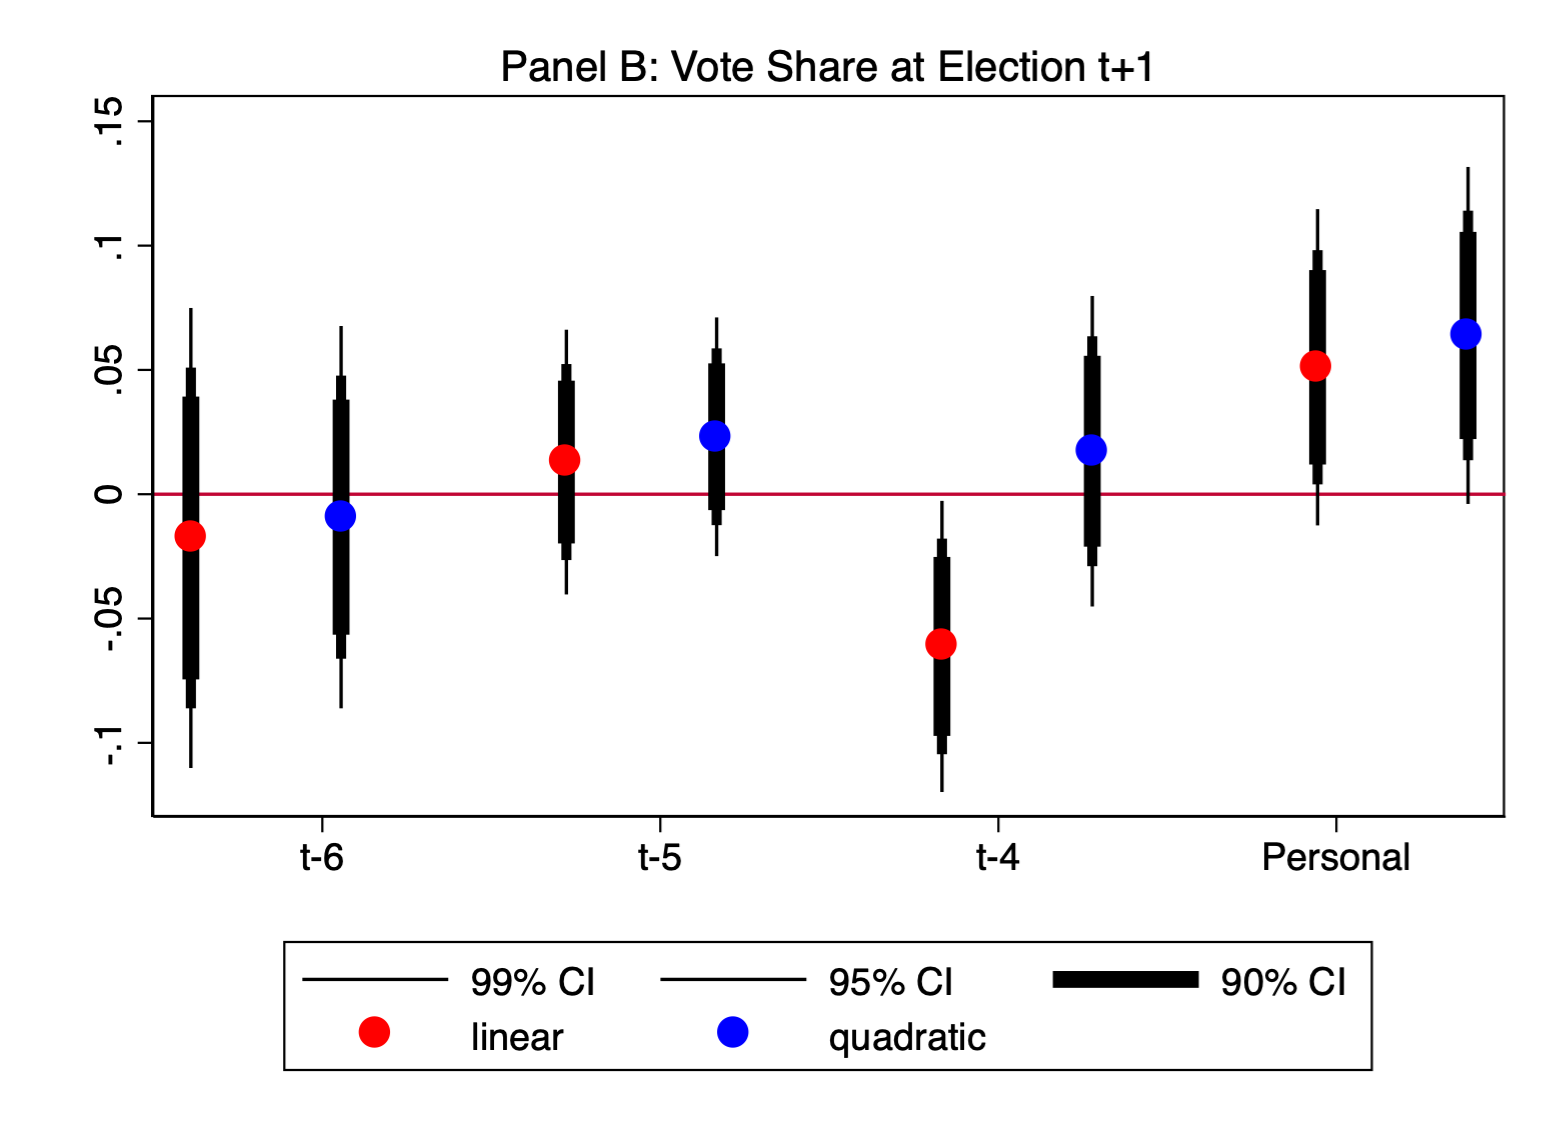 Panel B: Vote Share at Election t+1
.15
.1
.05
0
-.05
-.1
t-6 t-5 t-4 Personal
99% CI 95% CI 90% CI
linear quadratic